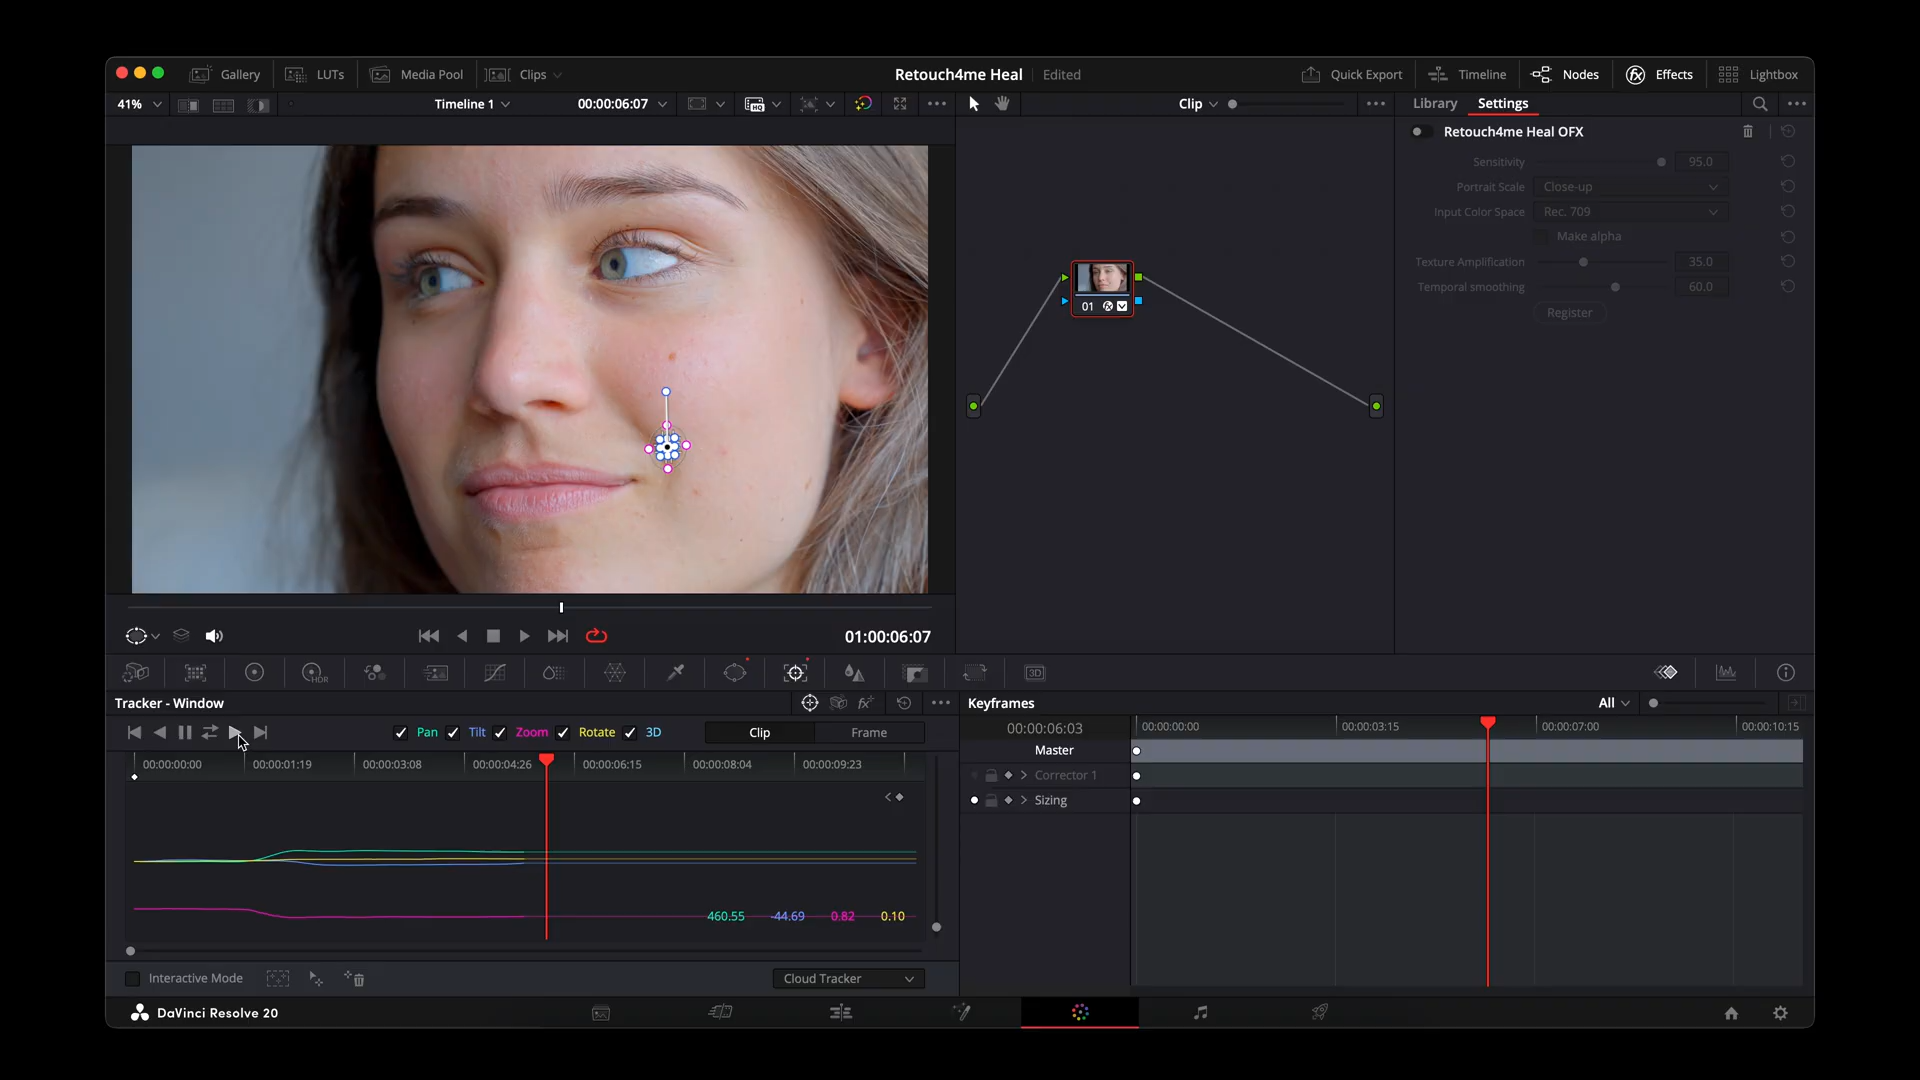 Gallery LUTs Media Pool Clips Retouch4me Heal Edited Quick Export Timeline Nodes Effects Lightbox
41% Timeline 1 00:00:06:07 HQ Clip Library Settings
Retouch4me Heal OFX
Sensitivity 95.0
Portrait Scale Close-up
Input Color Space Rec. 709
Make alpha
Texture Amplification 35.0
Temporal smoothing 60.0
Register
01 fx
01:00:06:07
HDR 3D
Tracker - Window fx
Pan Tilt Zoom Rotate 3D Clip Frame
00:00:00:00 00:00:01:19 00:00:03:08 00:00:04:26 00:00:06:15 00:00:08:04 00:00:09:23
460.55 -44.69 0.82 0.10
Interactive Mode Cloud Tracker
Keyframes All
00:00:06:03 00:00:00:00 00:00:03:15 00:00:07:00 00:00:10:15
Master
Corrector 1
Sizing
DaVinci Resolve 20